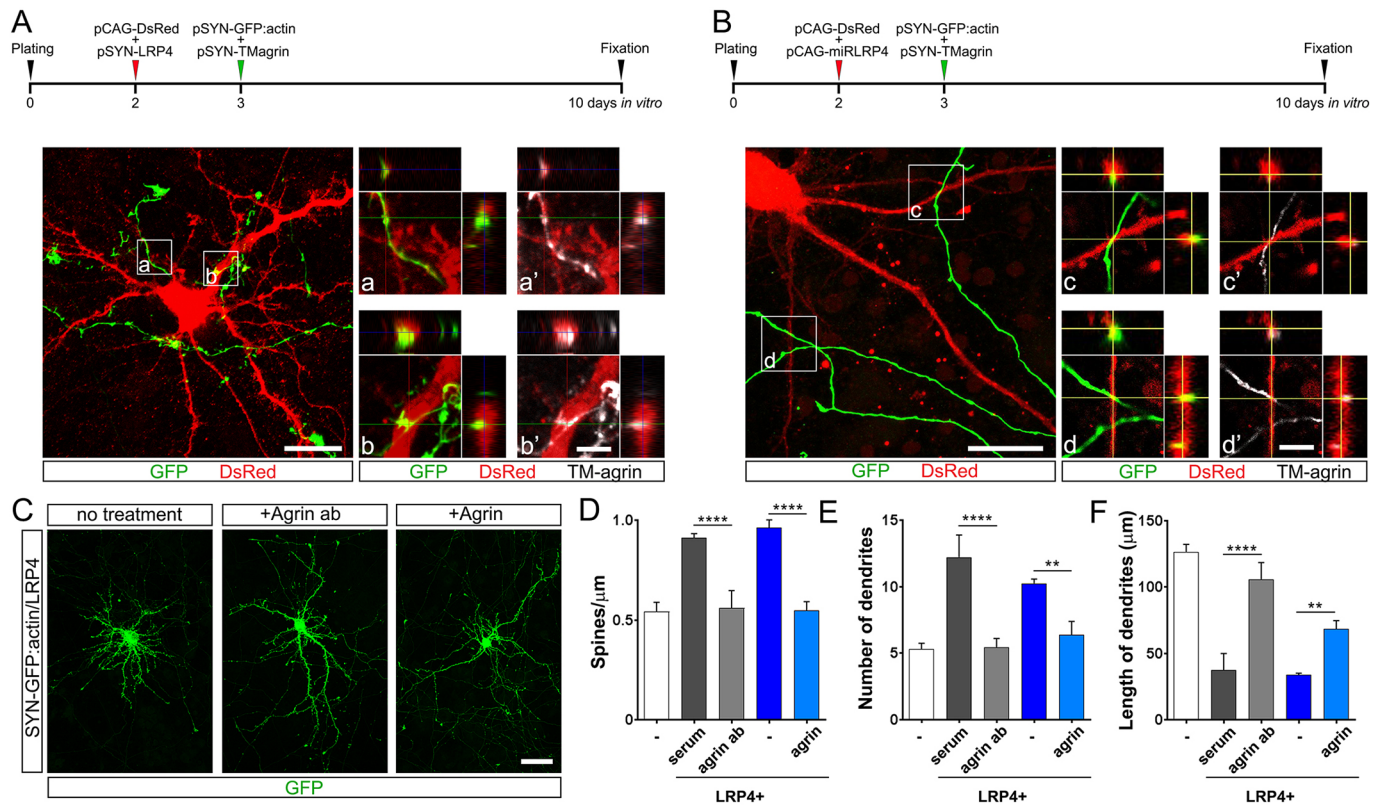 A
pCAG-DsRed
+
pSYN-LRP4
pSYN-GFP:actin
+
pSYN-TMagrin
Plating
Fixation
0
2
3
10 days in vitro
a
b
a
a'
b
b'
GFP DsRed
GFP DsRed TM-agrin
B
pCAG-DsRed
+
pCAG-miRLRP4
pSYN-GFP:actin
+
pSYN-TMagrin
Plating
Fixation
0
2
3
10 days in vitro
c
d
c
c'
d
d'
GFP DsRed
GFP DsRed TM-agrin
C
no treatment
+Agrin ab
+Agrin
SYN-GFP:actin/LRP4
GFP
D
Spines/μm
1.0
0.5
0
****
****
-
serum
agrin ab
-
agrin
LRP4+
E
Number of dendrites
15
10
5
0
****
**
-
serum
agrin ab
-
agrin
LRP4+
F
Length of dendrites (μm)
150
100
50
0
****
**
-
serum
agrin ab
-
agrin
LRP4+